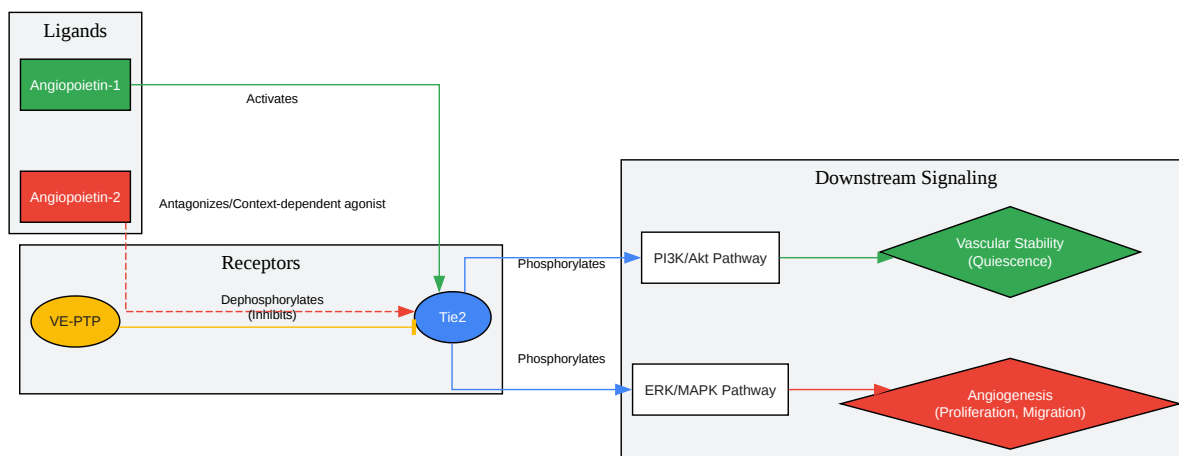 Ligands
Angiopoietin-1
Activates
Angiopoietin-2
Antagonizes/Context-dependent agonist
Downstream Signaling
Receptors
Phosphorylates
PI3K/Akt Pathway
Vascular Stability
(Quiescence)
Dephosphorylates
(Inhibits)
VE-PTP
Tie2
Phosphorylates
ERK/MAPK Pathway
Angiogenesis
(Proliferation, Migration)